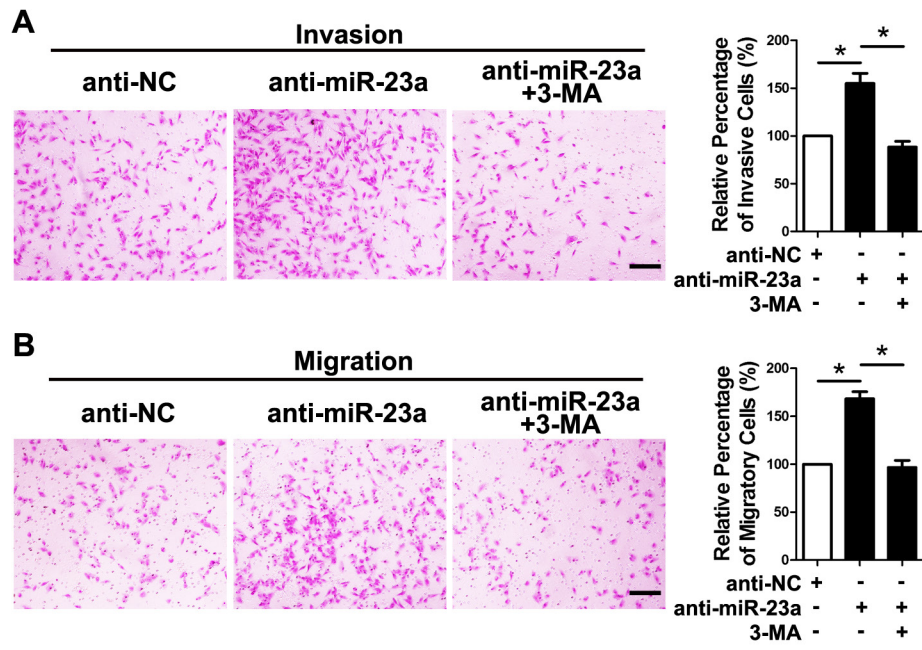 A
Invasion
anti-NC
anti-miR-23a
anti-miR-23a
+3-MA
Relative Percentage
of Invasive Cells (%)
200
150
100
50
0
*
*
anti-NC + - -
anti-miR-23a - + +
3-MA - - +
B
Migration
anti-NC
anti-miR-23a
anti-miR-23a
+3-MA
Relative Percentage
of Migratory Cells (%)
200
150
100
50
0
*
*
anti-NC + - -
anti-miR-23a - + +
3-MA - - +